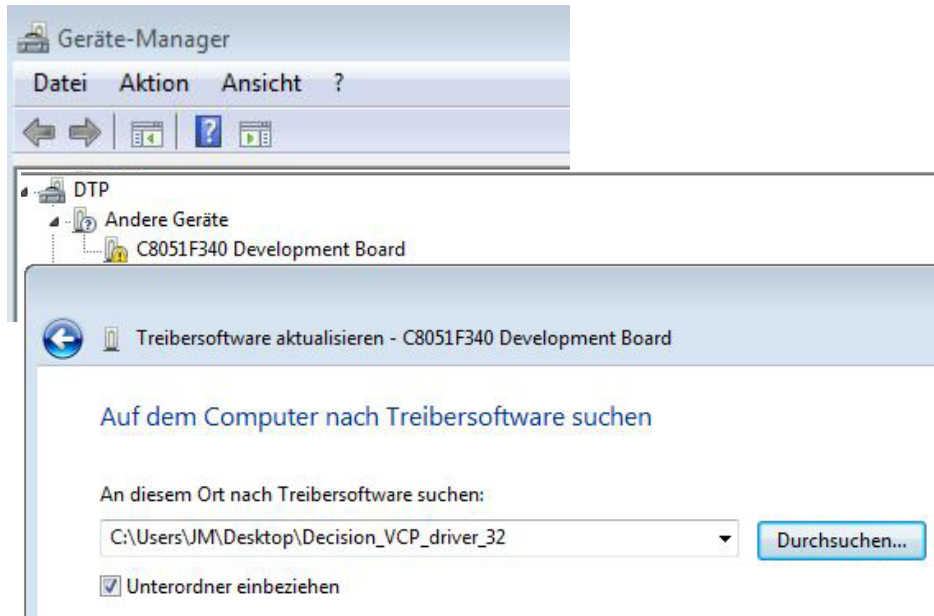 Geräte-Manager
Datei Aktion Ansicht ?
DTP
Andere Geräte
C8051F340 Development Board
Treibersoftware aktualisieren - C8051F340 Development Board
Auf dem Computer nach Treibersoftware suchen
An diesem Ort nach Treibersoftware suchen:
C:\Users\JM\Desktop\Decision_VCP_driver_32
Durchsuchen...
Unterordner einbeziehen